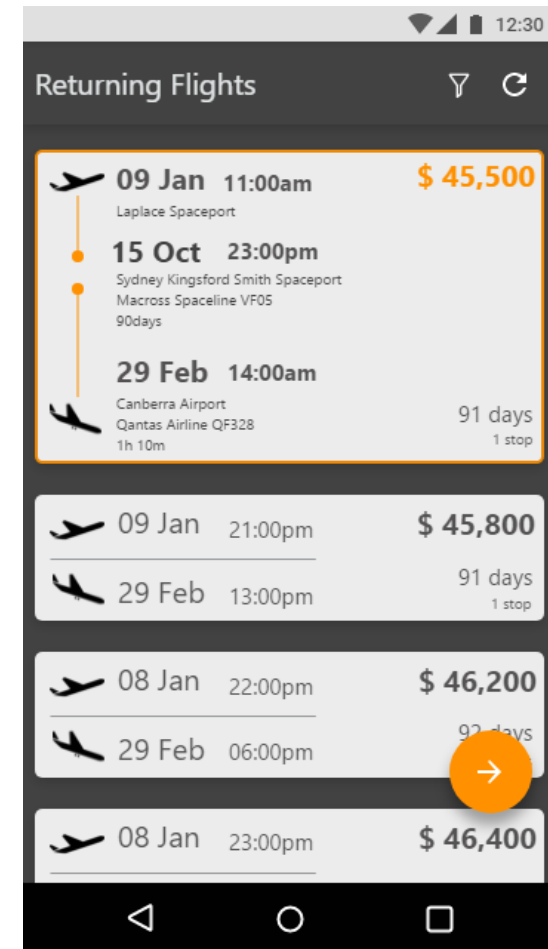 12:30
Returning Flights
09 Jan 11:00am $ 45,500
Laplace Spaceport
15 Oct 23:00pm
Sydney Kingsford Smith Spaceport
Macross Spaceline VF05
90days
29 Feb 14:00am
Canberra Airport
Qantas Airline QF328
1h 10m
91 days
1 stop
09 Jan 21:00pm $ 45,800
29 Feb 13:00pm 91 days
1 stop
08 Jan 22:00pm $ 46,200
29 Feb 06:00pm 92 days
08 Jan 23:00pm $ 46,400